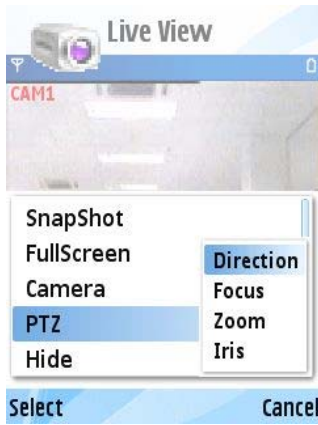 Live View
CAM1
SnapShot
FullScreen
Camera
PTZ
Hide
Direction
Focus
Zoom
Iris
Select Cancel